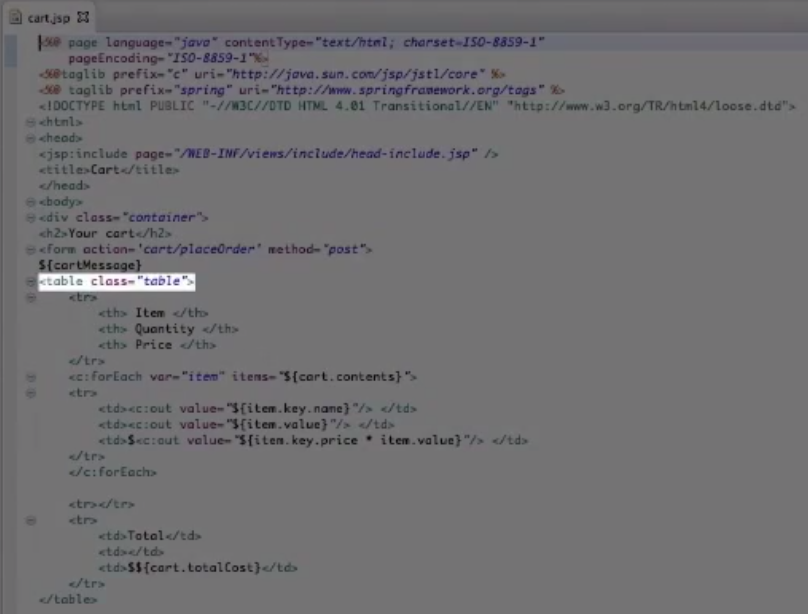 cart.jsp
<%@ page language="java" contentType="text/html; charset=ISO-8859-1"
pageEncoding="ISO-8859-1"%>
<%@taglib prefix="c" uri="http://java.sun.com/jsp/jstl/core" %>
<%@ taglib prefix="spring" uri="http://www.springframework.org/tags" %>
<!DOCTYPE html PUBLIC "-//W3C//DTD HTML 4.01 Transitional//EN" "http://www.w3.org/TR/html4/loose.dtd">
<html>
<head>
<jsp:include page="/WEB-INF/views/include/head-include.jsp" />
<title>Cart</title>
</head>
<body>
<div class="container">
<h2>Your cart</h2>
<form action='cart/placeOrder' method="post">
${cartMessage}
<table class="table">
<tr>
<th> Item </th>
<th> Quantity </th>
<th> Price </th>
</tr>
<c:forEach var="item" items="${cart.contents}">
<tr>
<td><c:out value="${item.key.name}"/> </td>
<td><c:out value="${item.value}"/> </td>
<td>$<c:out value="${item.key.price * item.value}"/> </td>
</tr>
</c:forEach>
<tr></tr>
<tr>
<td>Total</td>
<td></td>
<td>$${cart.totalCost}</td>
</tr>
</table>